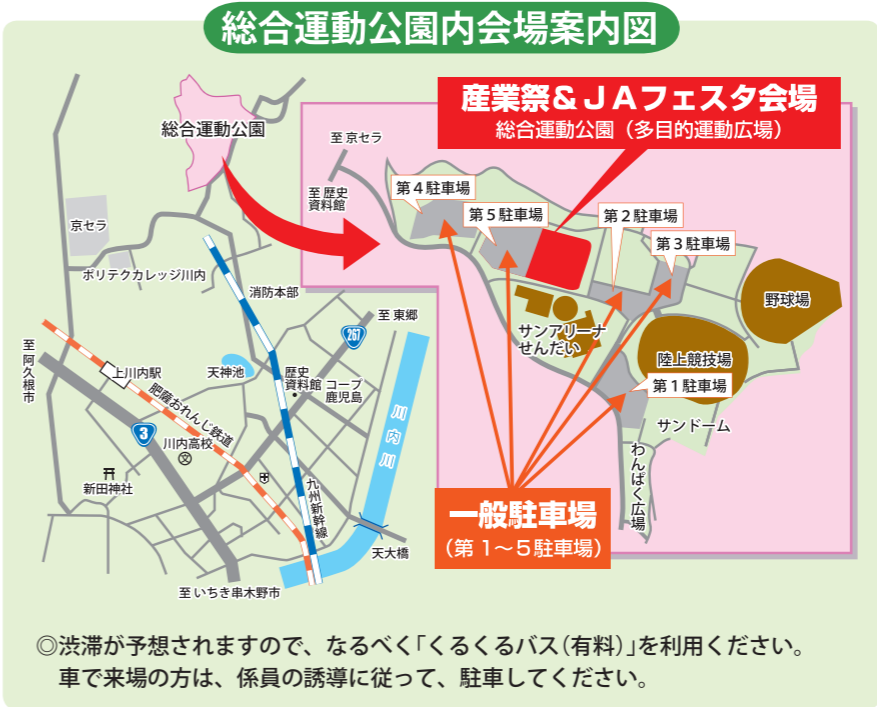 総合運動公園内会場案内図
産業祭＆ＪＡフェスタ会場
総合運動公園（多目的運動広場）
総合運動公園
至 京セラ
至 歴史
資料館
第４駐車場
第５駐車場
第２駐車場
第３駐車場
京セラ
ポリテクカレッジ川内
消防本部
野球場
サンアリーナ
せんだい
陸上競技場
第１駐車場
サンドーム
わんぱく広場
至 東郷
267
至 阿久根市
上川内駅
天神池
歴史
資料館
コープ
鹿児島
肥薩おれんじ鉄道
川内川
3
川内高校
文
新田神社
九州新幹線
天大橋
至 いちき串木野市
一般駐車場
（第１～５駐車場）
◎渋滞が予想されますので、なるべく「くるくるバス（有料）」を利用ください。
車で来場の方は、係員の誘導に従って、駐車してください。